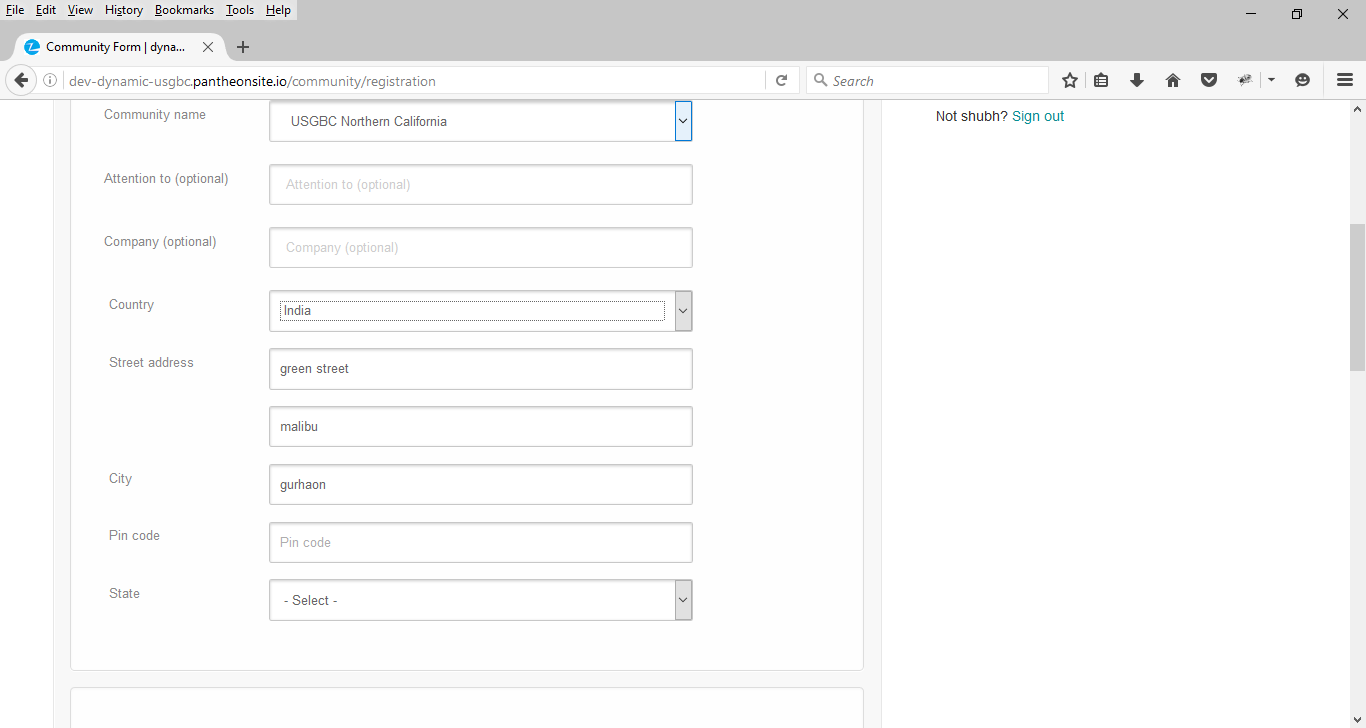 File Edit View History Bookmarks Tools Help
Community Form | dyna...
dev-dynamic-usgbc.pantheonsite.io/community/registration
Search
Community name
USGBC Northern California
Not shubh? Sign out
Attention to (optional)
Attention to (optional)
Company (optional)
Company (optional)
Country
India
Street address
green street
malibu
City
gurhaon
Pin code
Pin code
State
- Select -